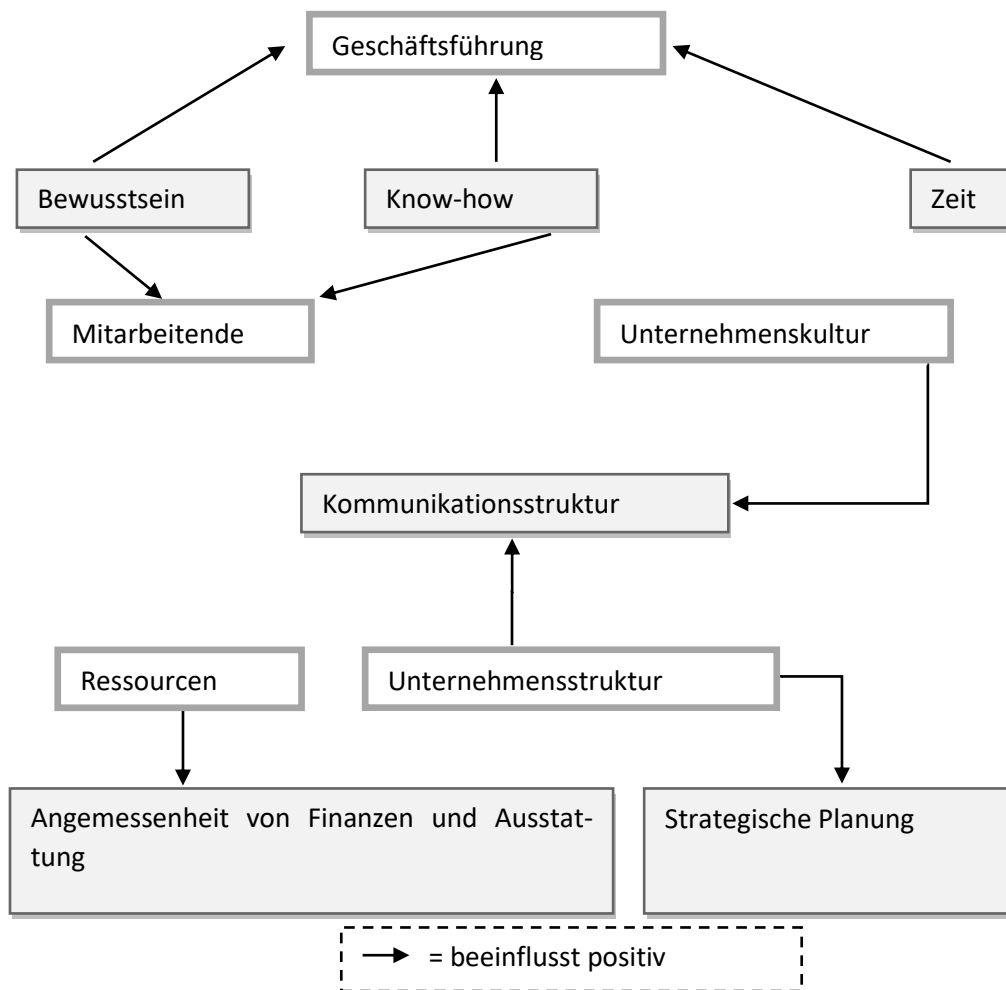 Geschäftsführung
Bewusstsein
Know-how
Zeit
Mitarbeitende
Unternehmenskultur
Kommunikationsstruktur
Ressourcen
Unternehmensstruktur
Angemessenheit von Finanzen und Ausstat-
tung
Strategische Planung
= beeinflusst positiv